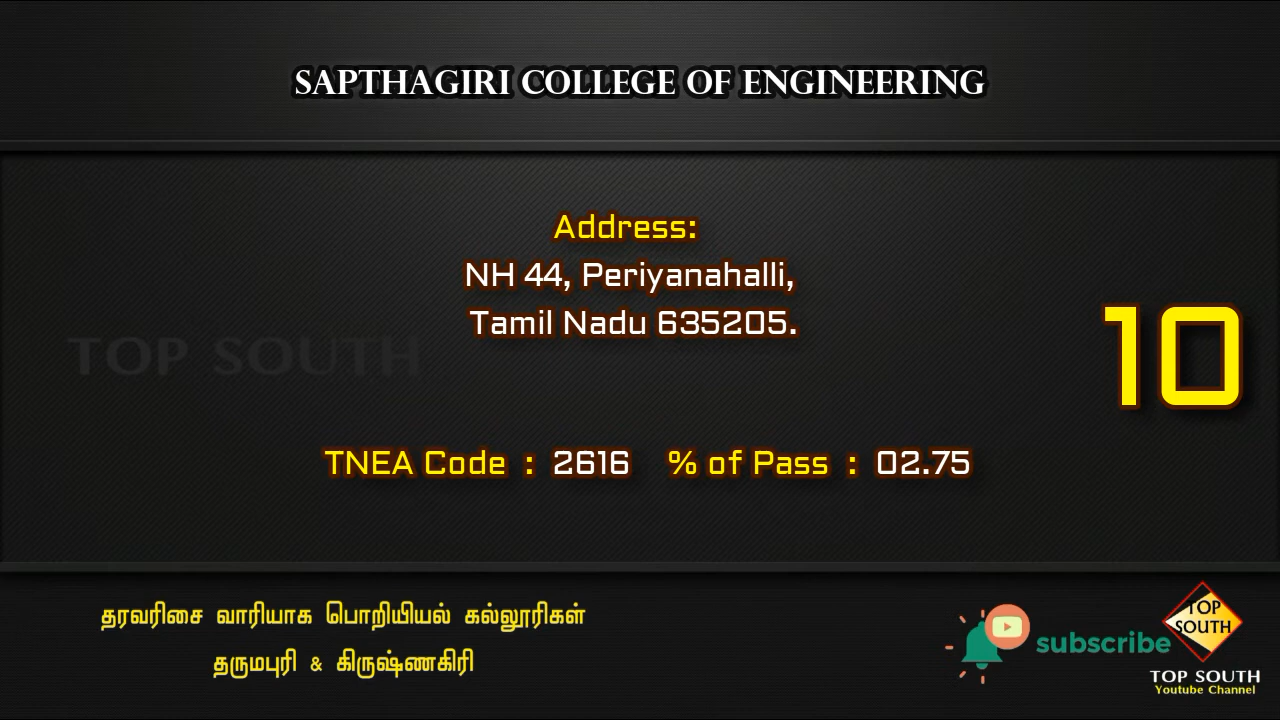 SAPTHAGIRI COLLEGE OF ENGINEERING
Address:
NH 44, Periyanahalli,
Tamil Nadu 635205.
TOP SOUTH
10
TNEA Code : 2616 % of Pass : 02.75
தரவரிசை வாரியாக பொறியியல் கல்லூரிகள்
தருமபுரி & கிருஷ்ணகிரி
subscribe
TOP
SOUTH
TOP SOUTH
Youtube Channel